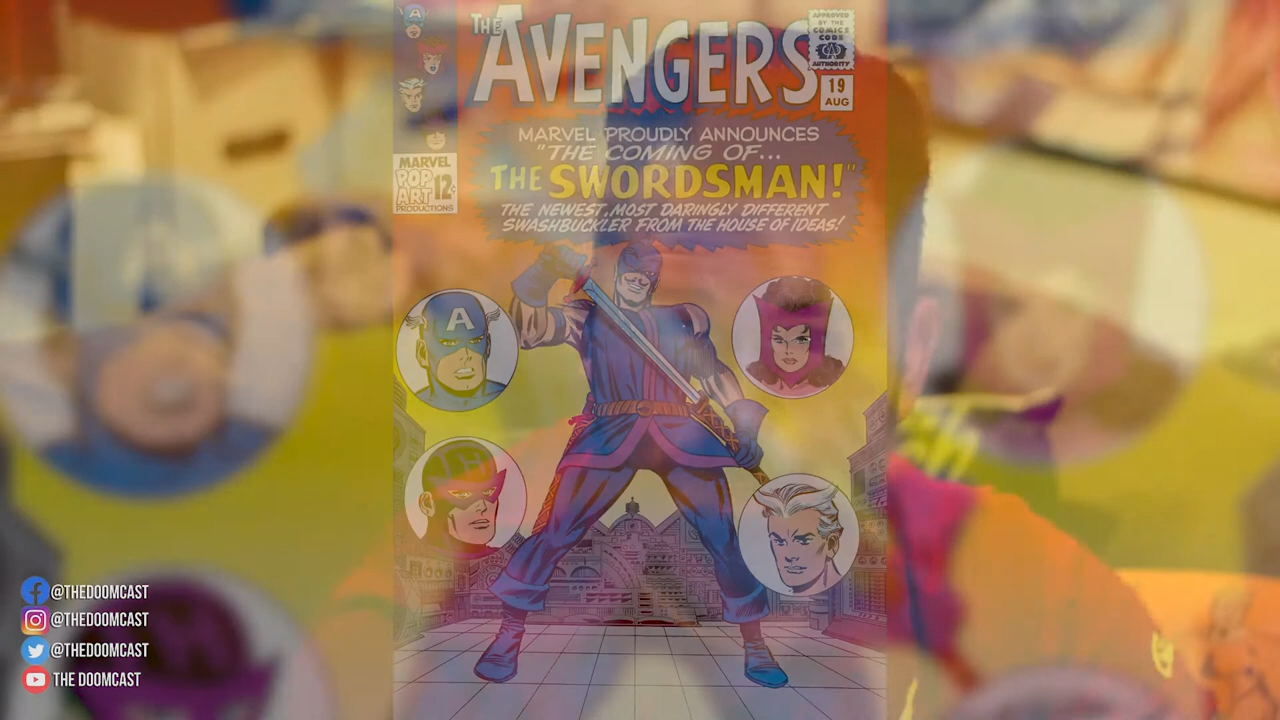 THE
AVENGERS
APPROVED
BY THE
COMICS
CODE
AUTHORITY
19
AUG
MARVEL PROUDLY ANNOUNCES
"THE COMING OF...
THE SWORDSMAN!"
THE NEWEST, MOST DARINGLY DIFFERENT
SWASHBUCKLER FROM THE HOUSE OF IDEAS!
MARVEL
POP
ART
PRODUCTIONS
12¢
A
H
@THEDOOMCAST
@THEDOOMCAST
@THEDOOMCAST
THE DOOMCAST